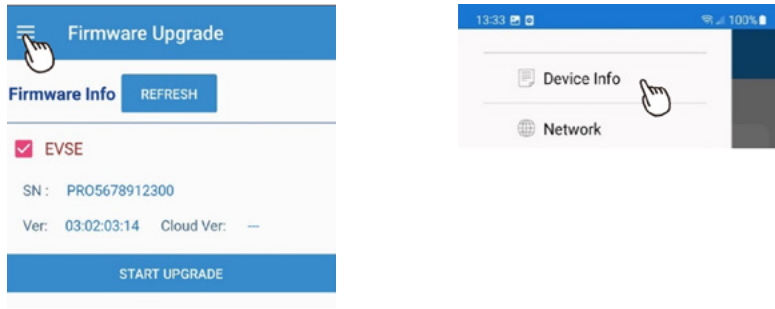 Firmware Upgrade
Firmware Info REFRESH
EVSE
SN : PRO5678912300
Ver: 03:02:03:14 Cloud Ver: ---
START UPGRADE
13:33 100%
Device Info
Network